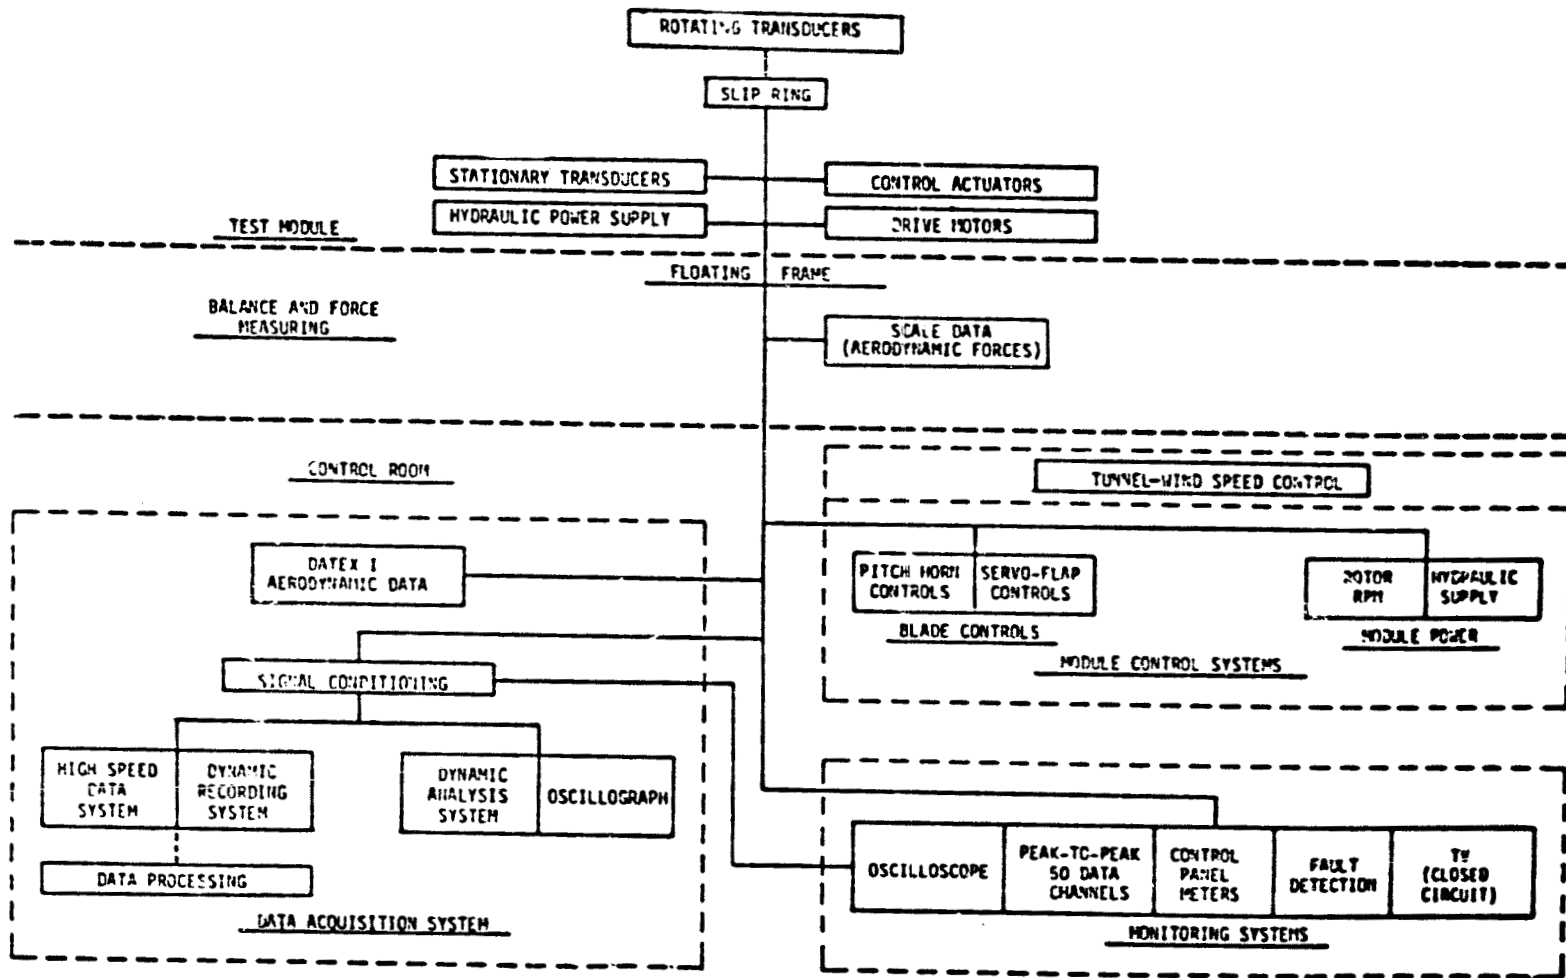 ROTATING TRANSDUCERS
SLIP RING
STATIONARY TRANSDUCERS
CONTROL ACTUATORS
HYDRAULIC POWER SUPPLY
DRIVE MOTORS
TEST MODULE
FLOATING FRAME
BALANCE AND FORCE
MEASURING
SCALE DATA
(AERODYNAMIC FORCES)
CONTROL ROOM
TUNNEL-WIND SPEED CONTROL
DATEX I
AERODYNAMIC DATA
PITCH HORN
CONTROLS
SERVO-FLAP
CONTROLS
ROTOR
RPM
HYDRAULIC
SUPPLY
BLADE CONTROLS
MODULE POWER
MODULE CONTROL SYSTEMS
SIGNAL CONDITIONING
HIGH SPEED
DATA
SYSTEM
DYNAMIC
RECORDING
SYSTEM
DYNAMIC
ANALYSIS
SYSTEM
OSCILLOGRAPH
DATA PROCESSING
DATA ACQUISITION SYSTEM
OSCILLOSCOPE
PEAK-TO-PEAK
50 DATA
CHANNELS
CONTROL
PANEL
METERS
FAULT
DETECTION
TV
(CLOSED
CIRCUIT)
MONITORING SYSTEMS